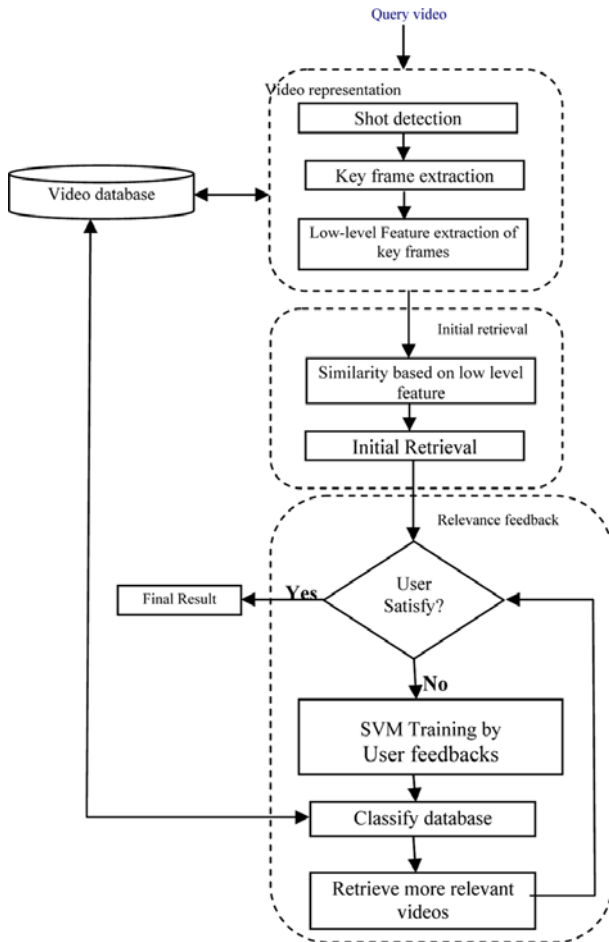 Query video
Video representation
Shot detection
Key frame extraction
Video database
Low-level Feature extraction of
key frames
Initial retrieval
Similarity based on low level
feature
Initial Retrieval
Relevance feedback
User
Satisfy?
Yes
Final Result
No
SVM Training by
User feedbacks
Classify database
Retrieve more relevant
videos